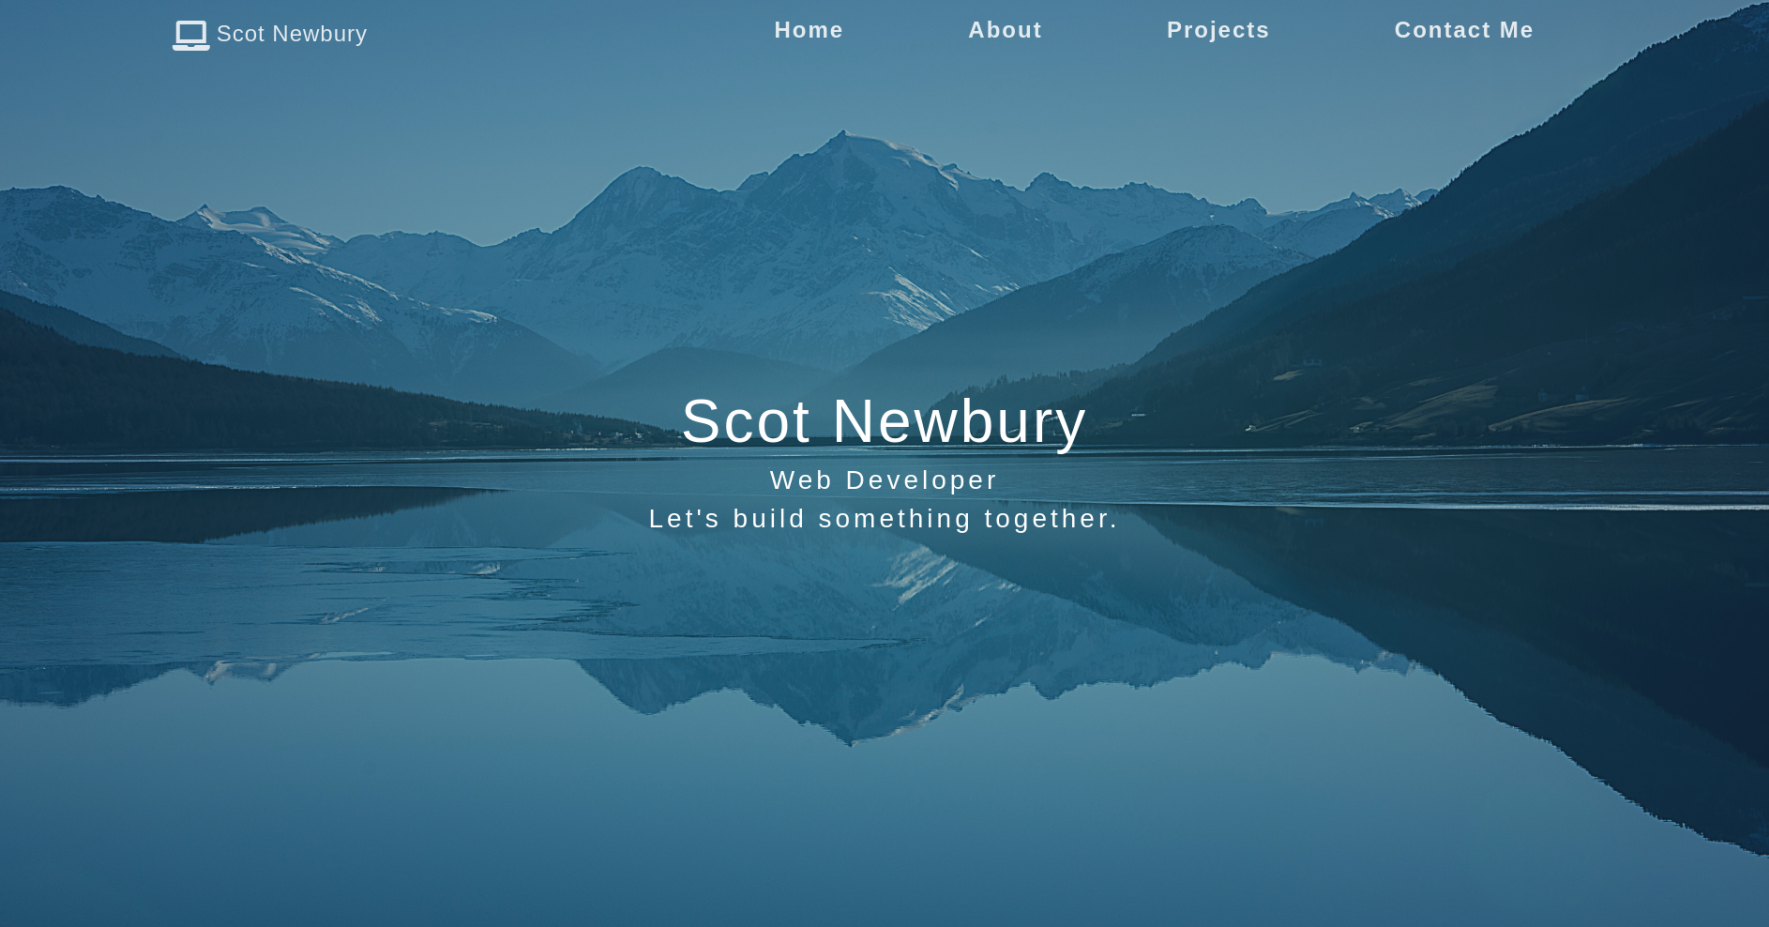 Scot Newbury
Home
About
Projects
Contact Me
Scot Newbury
Web Developer
Let's build something together.